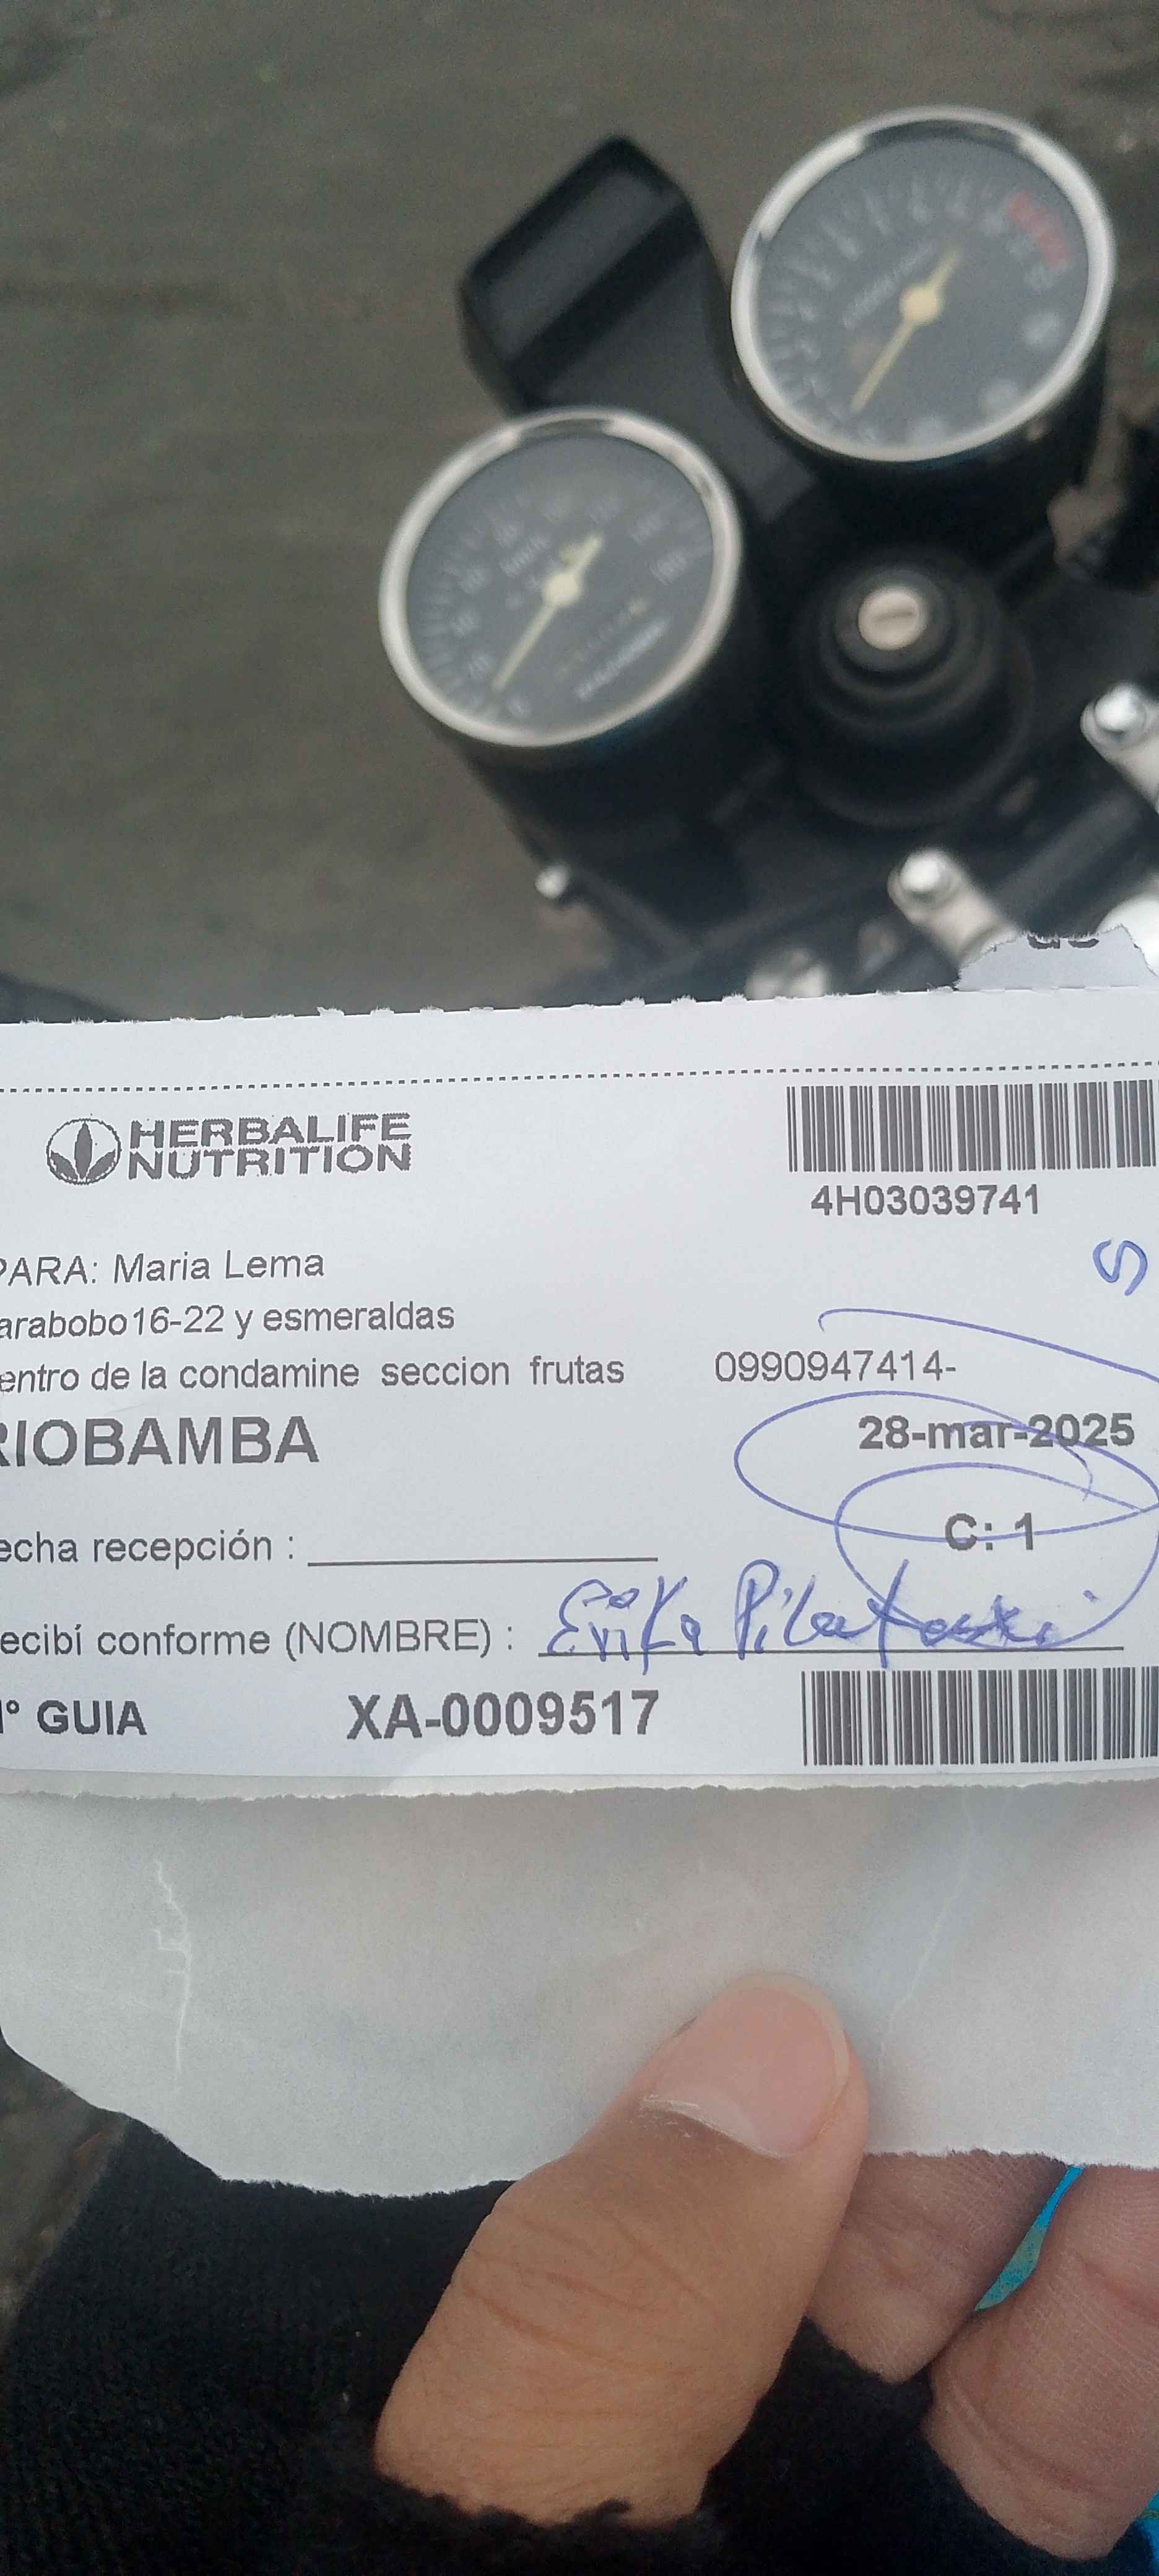 HERBALIFE
NUTRITION
4H03039741
PARA: Maria Lema
arabobo16-22 y esmeraldas
entro de la condamine seccion frutas 0990947414-
RIOBAMBA
28-mar-2025
C: 1
echa recepción :
ecibí conforme (NOMBRE) : Erika
° GUIA XA-0009517